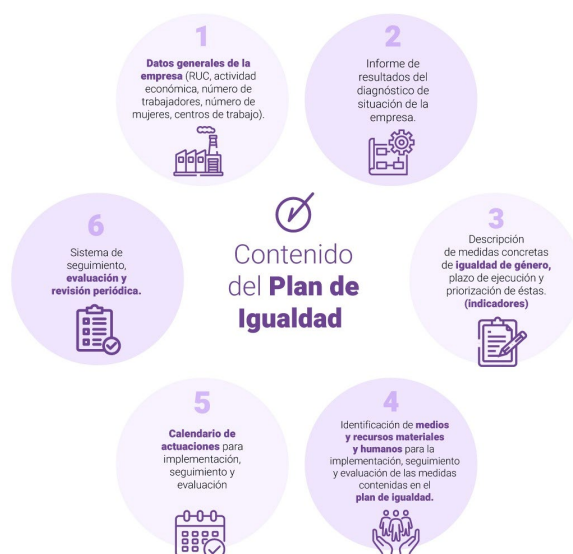 1
Datos generales de la
empresa (RUC, actividad
económica, número de
trabajadores, número de
mujeres, centros de trabajo).
2
Informe de
resultados del
diagnóstico de
situación de la
empresa.
3
Descripción
de medidas concretas
de igualdad de género,
plazo de ejecución y
priorización de éstas.
(indicadores)
4
Identificación de medios
y recursos materiales
y humanos para la
implementación, seguimiento
y evaluación de las medidas
contenidas en el
plan de igualdad.
5
Calendario de
actuaciones para
implementación,
seguimiento y
evaluación
6
Sistema de
seguimiento,
evaluación y
revisión periódica.
Contenido
del Plan de
Igualdad